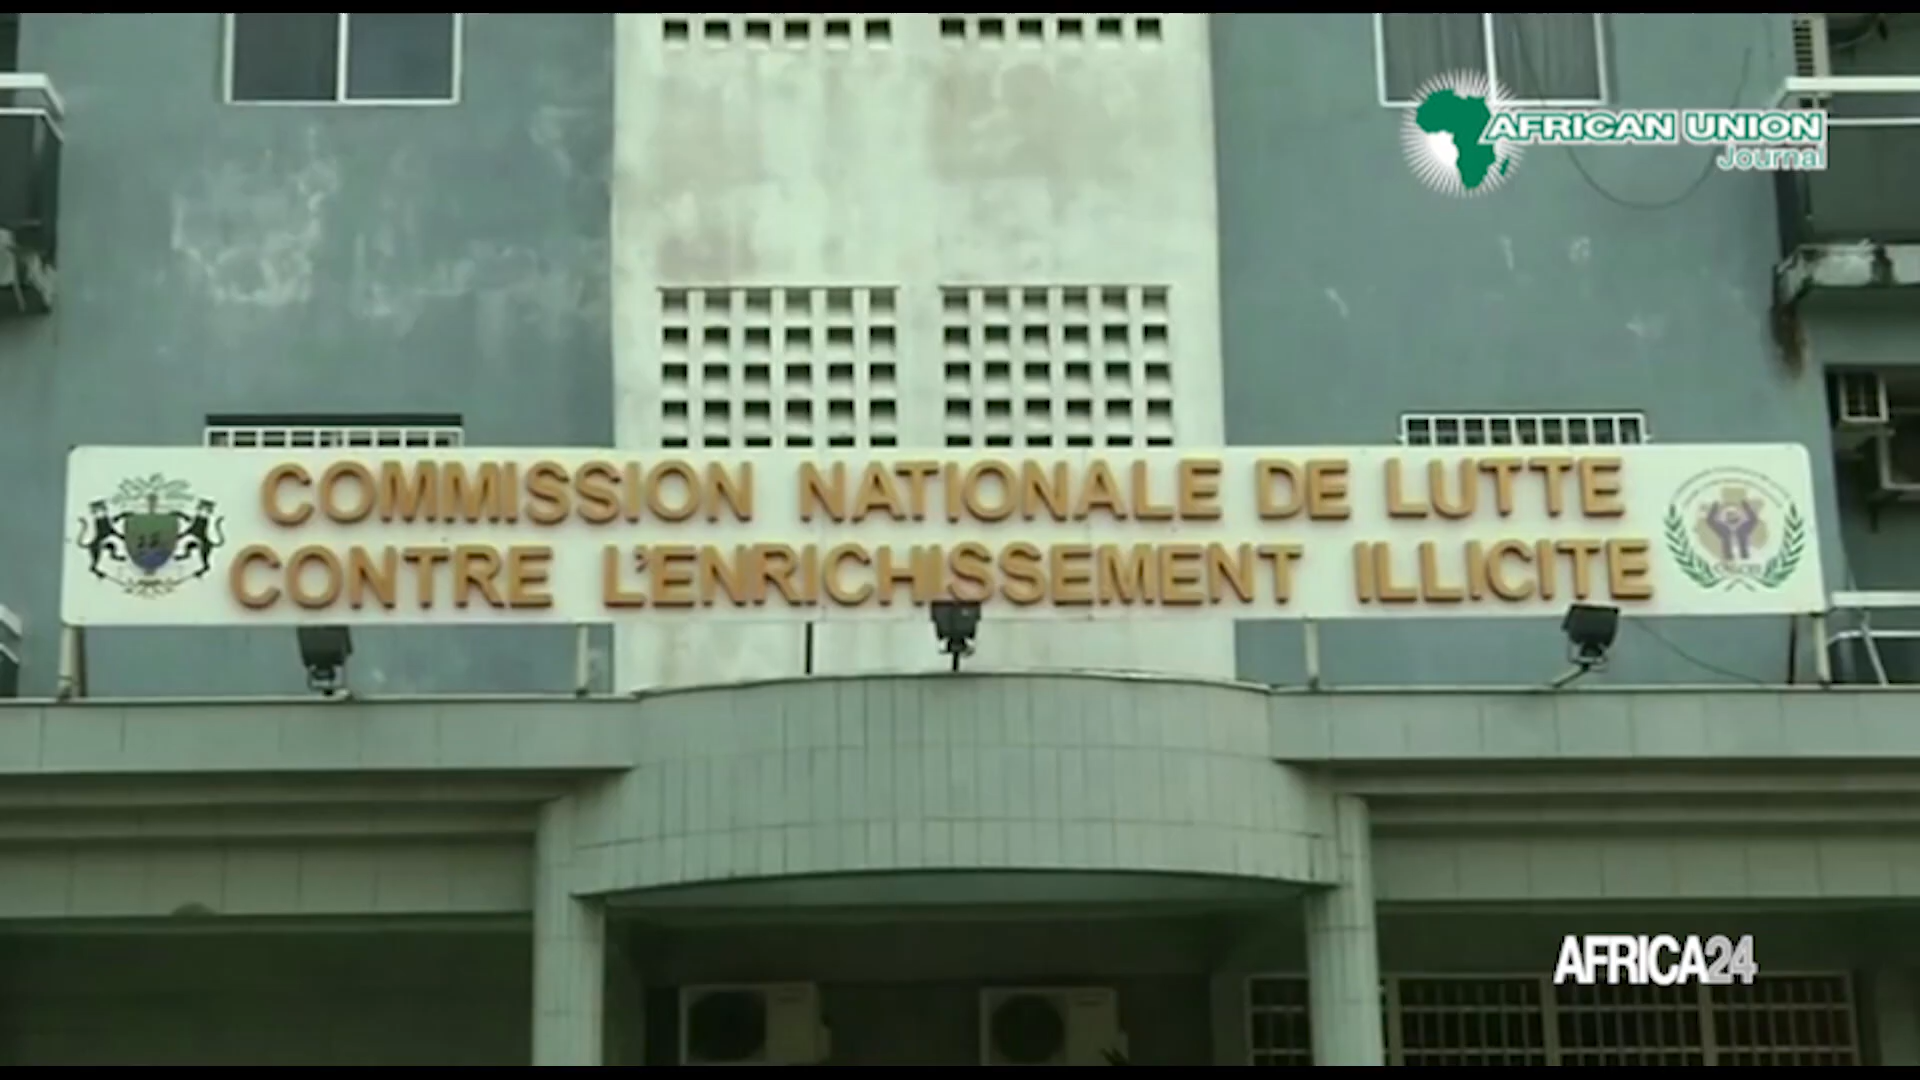 AFRICAN UNION
Journal
COMMISSION NATIONALE DE LUTTE
CONTRE L'ENRICHISSEMENT ILLICITE
AFRICA24